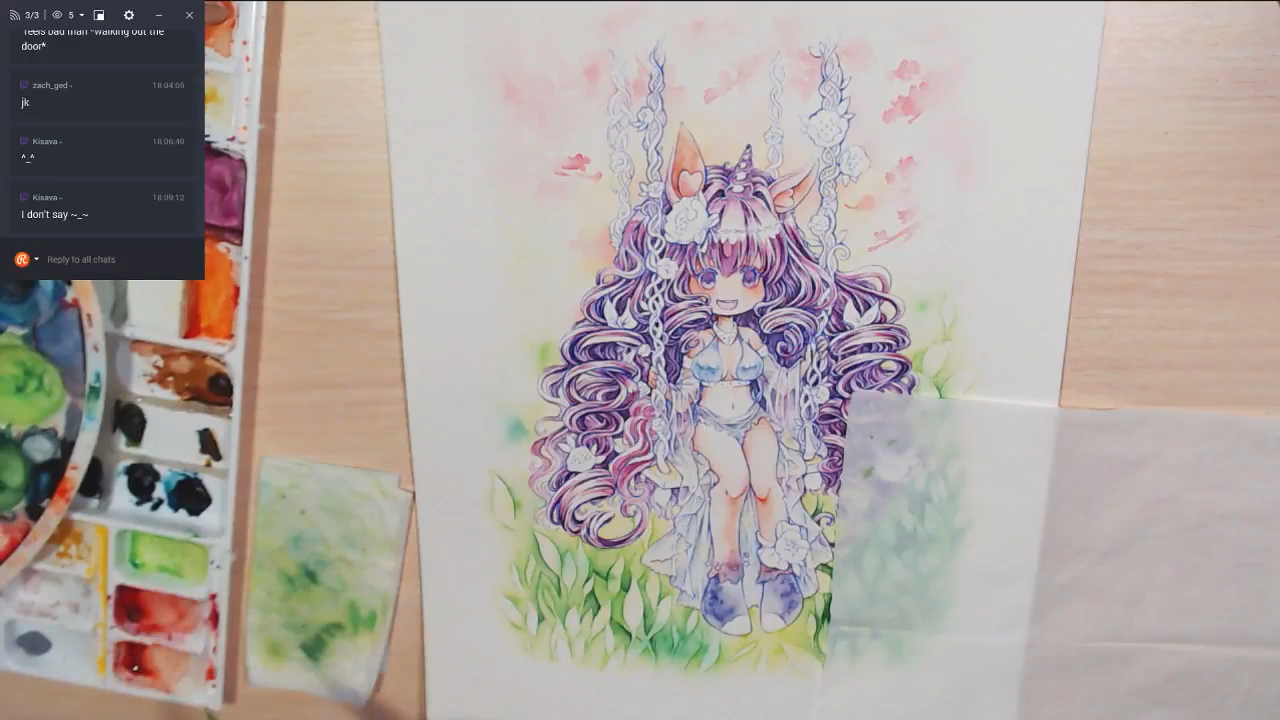 3/3 5
feels bad man *walking out the
door*
zach_ged 18:04:05
jk
Kisava 18:06:40
^_^
Kisava 18:09:12
I don't say ~_~
Reply to all chats